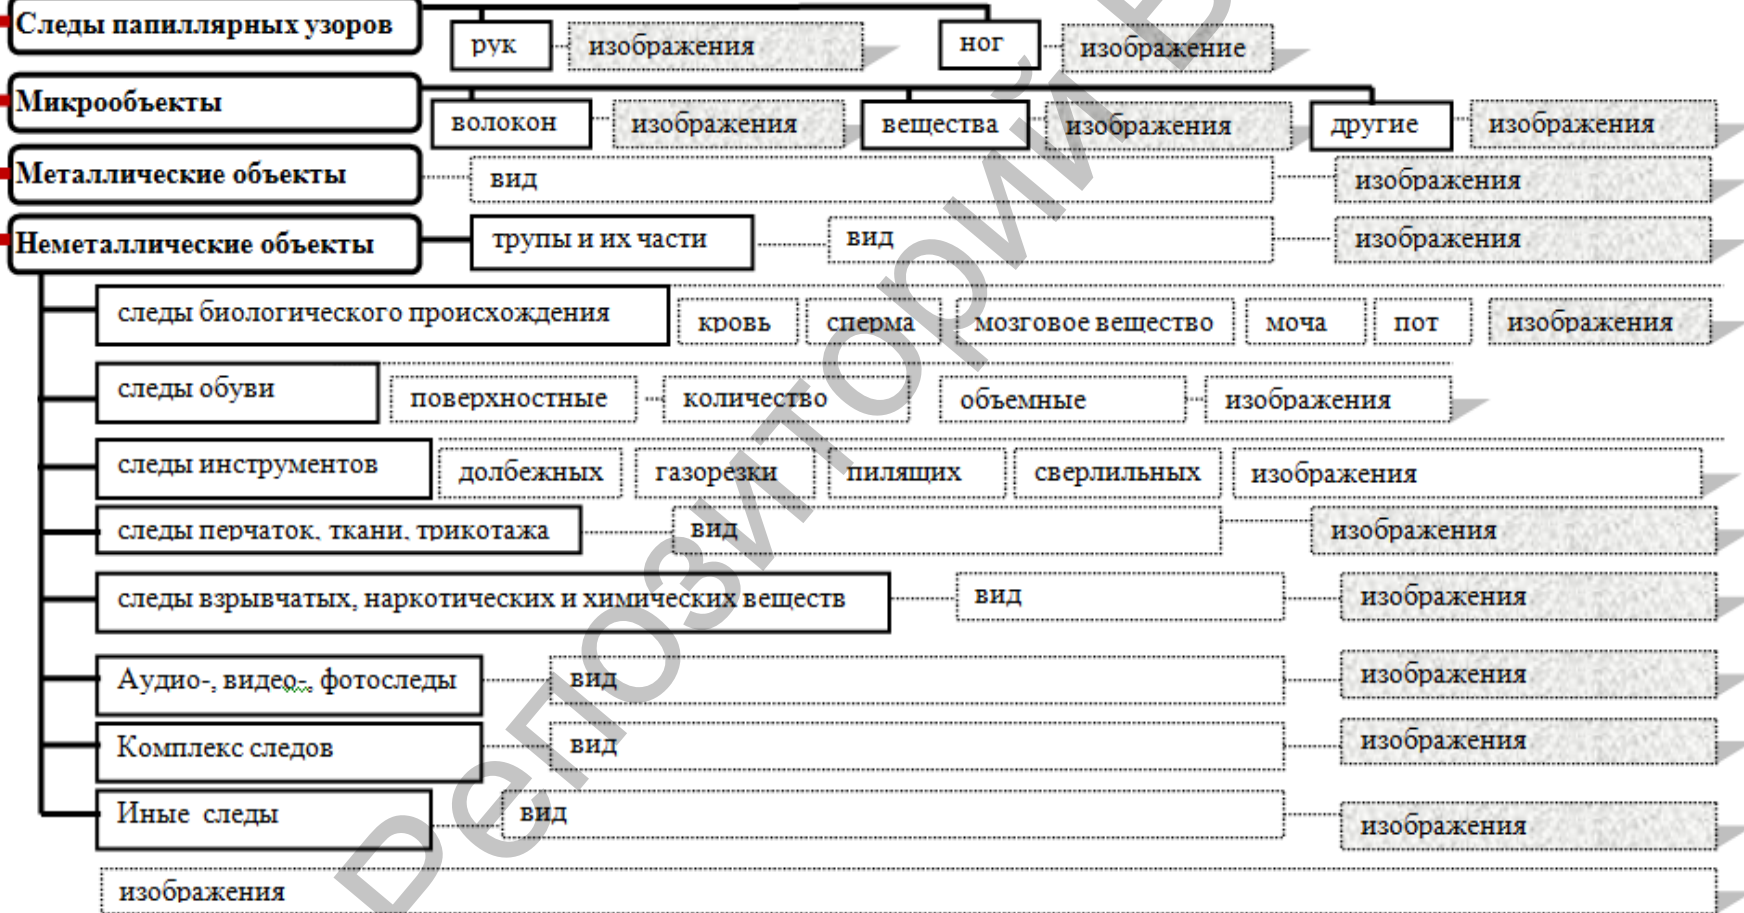 Следы папиллярных узоров
рук
изображения
ног
изображение
Микрообъекты
волокон
изображения
вещества
изображения
другие
изображения
Металлические объекты
вид
изображения
Неметаллические объекты
трупы и их части
вид
изображения
следы биологического происхождения
кровь
сперма
мозговое вещество
моча
пот
изображения
следы обуви
поверхностные
количество
объемные
изображения
следы инструментов
долбежных
газорезки
пилящих
сверлильных
изображения
следы перчаток, ткани, трикотажа
вид
изображения
следы взрывчатых, наркотических и химических веществ
вид
изображения
Аудио-, видео-, фотоследы
вид
изображения
Комплекс следов
вид
изображения
Иные следы
вид
изображения
изображения
Репозиторий В